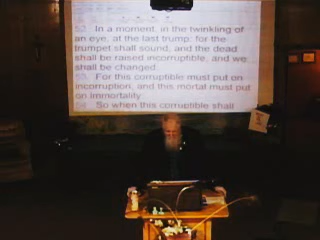 52. In a moment, in the twinkling of
an eye, at the last trump: for the
trumpet shall sound, and the dead
shall be raised incorruptible, and we
shall be changed.
53. For this corruptible must put on
incorruption, and this mortal must put
on immortality.
54. So when this corruptible shall